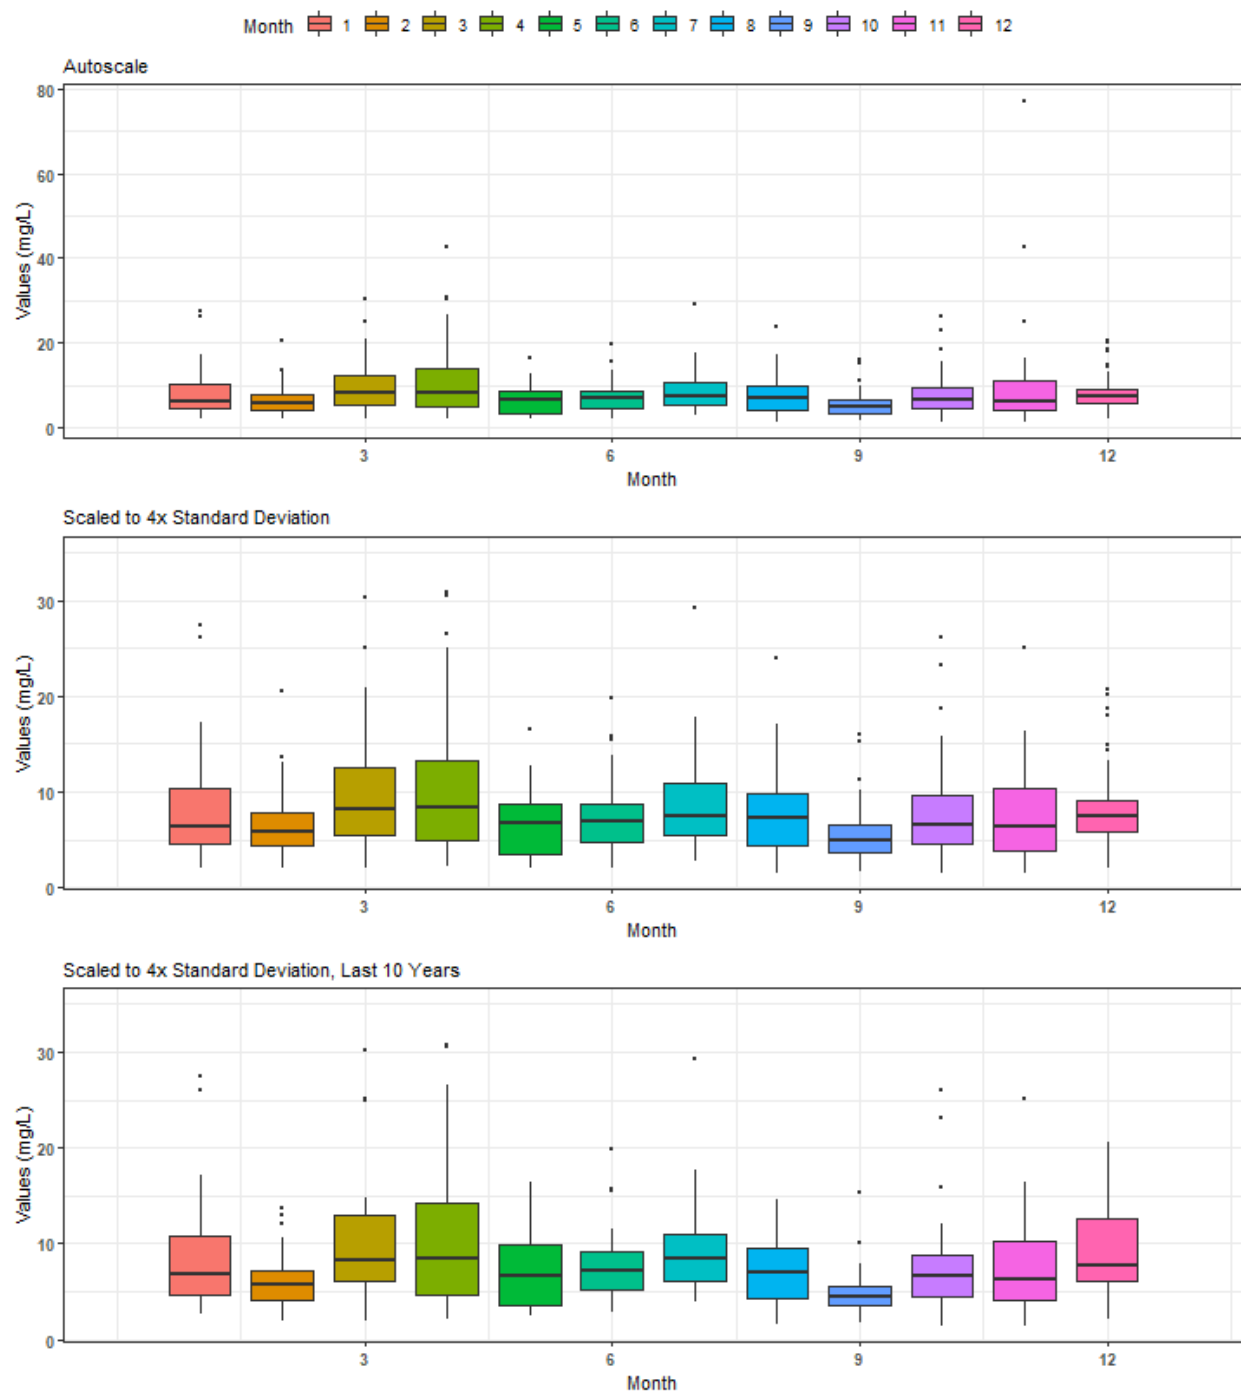 Month 1 2 3 4 5 6 7 8 9 10 11 12
Autoscale
80
60
40
20
0
Values (mg/L)
3 6 9 12
Month
Scaled to 4x Standard Deviation
30
20
10
0
Values (mg/L)
3 6 9 12
Month
Scaled to 4x Standard Deviation, Last 10 Years
30
20
10
0
Values (mg/L)
3 6 9 12
Month